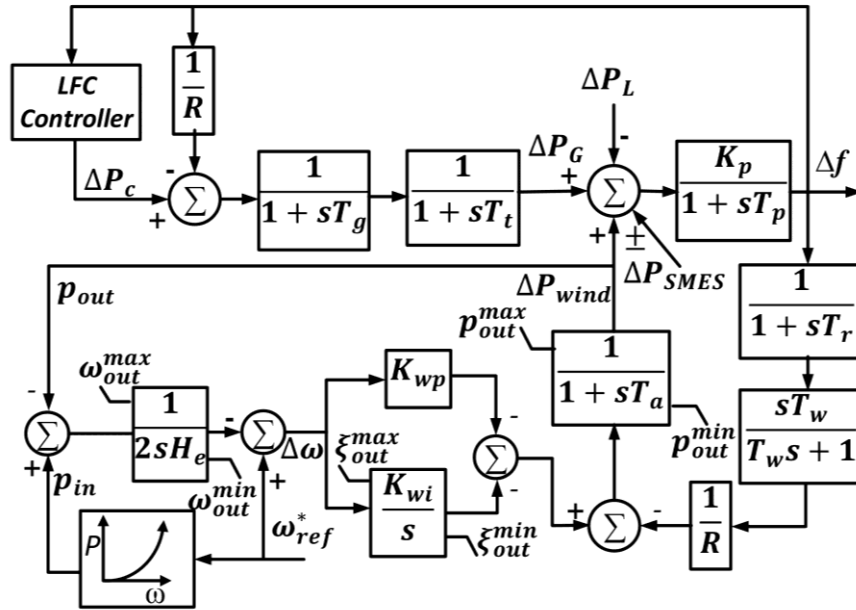 LFC
Controller
1
R
ΔP_c
-
+
Σ
1
1 + sT_g
1
1 + sT_t
ΔP_G
+
ΔP_L
-
Σ
+
±
ΔP_SMES
K_p
1 + sT_p
Δf
1
1 + sT_r
sT_w
T_w s + 1
1
R
-
Σ
+
ΔP_wind
p_out^max
1
1 + sT_a
p_out^min
p_out
-
Σ
+
p_in
ω_out^max
1
2sH_e
ω_out^min
-
Σ
+
Δω
ω_ref^*
P
ω
K_wp
ξ_out^max
K_wi
s
ξ_out^min
-
Σ
-